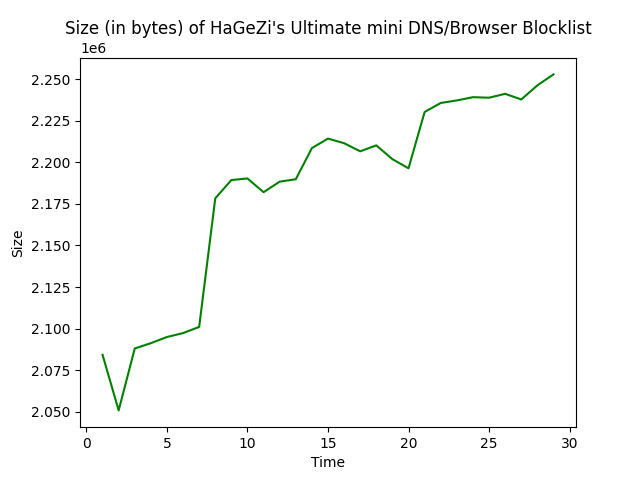 Size (in bytes) of HaGeZi's Ultimate mini DNS/Browser Blocklist
1e6
2.250
2.225
2.200
2.175
2.150
2.125
2.100
2.075
2.050
Size
0 5 10 15 20 25 30
Time